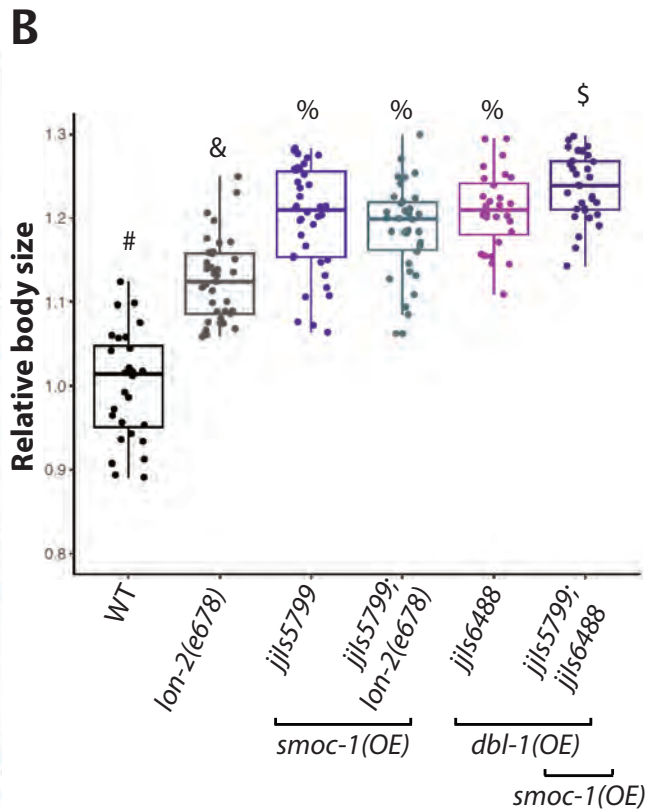 B
# & % % % $
Relative body size
1.3
1.2
1.1
1.0
0.9
0.8
WT
lon-2(e678)
jjIs5799
jjIs5799;
lon-2(e678)
jjIs6488
jjIs5799;
jjIs6488
smoc-1(OE)
dbl-1(OE)
smoc-1(OE)